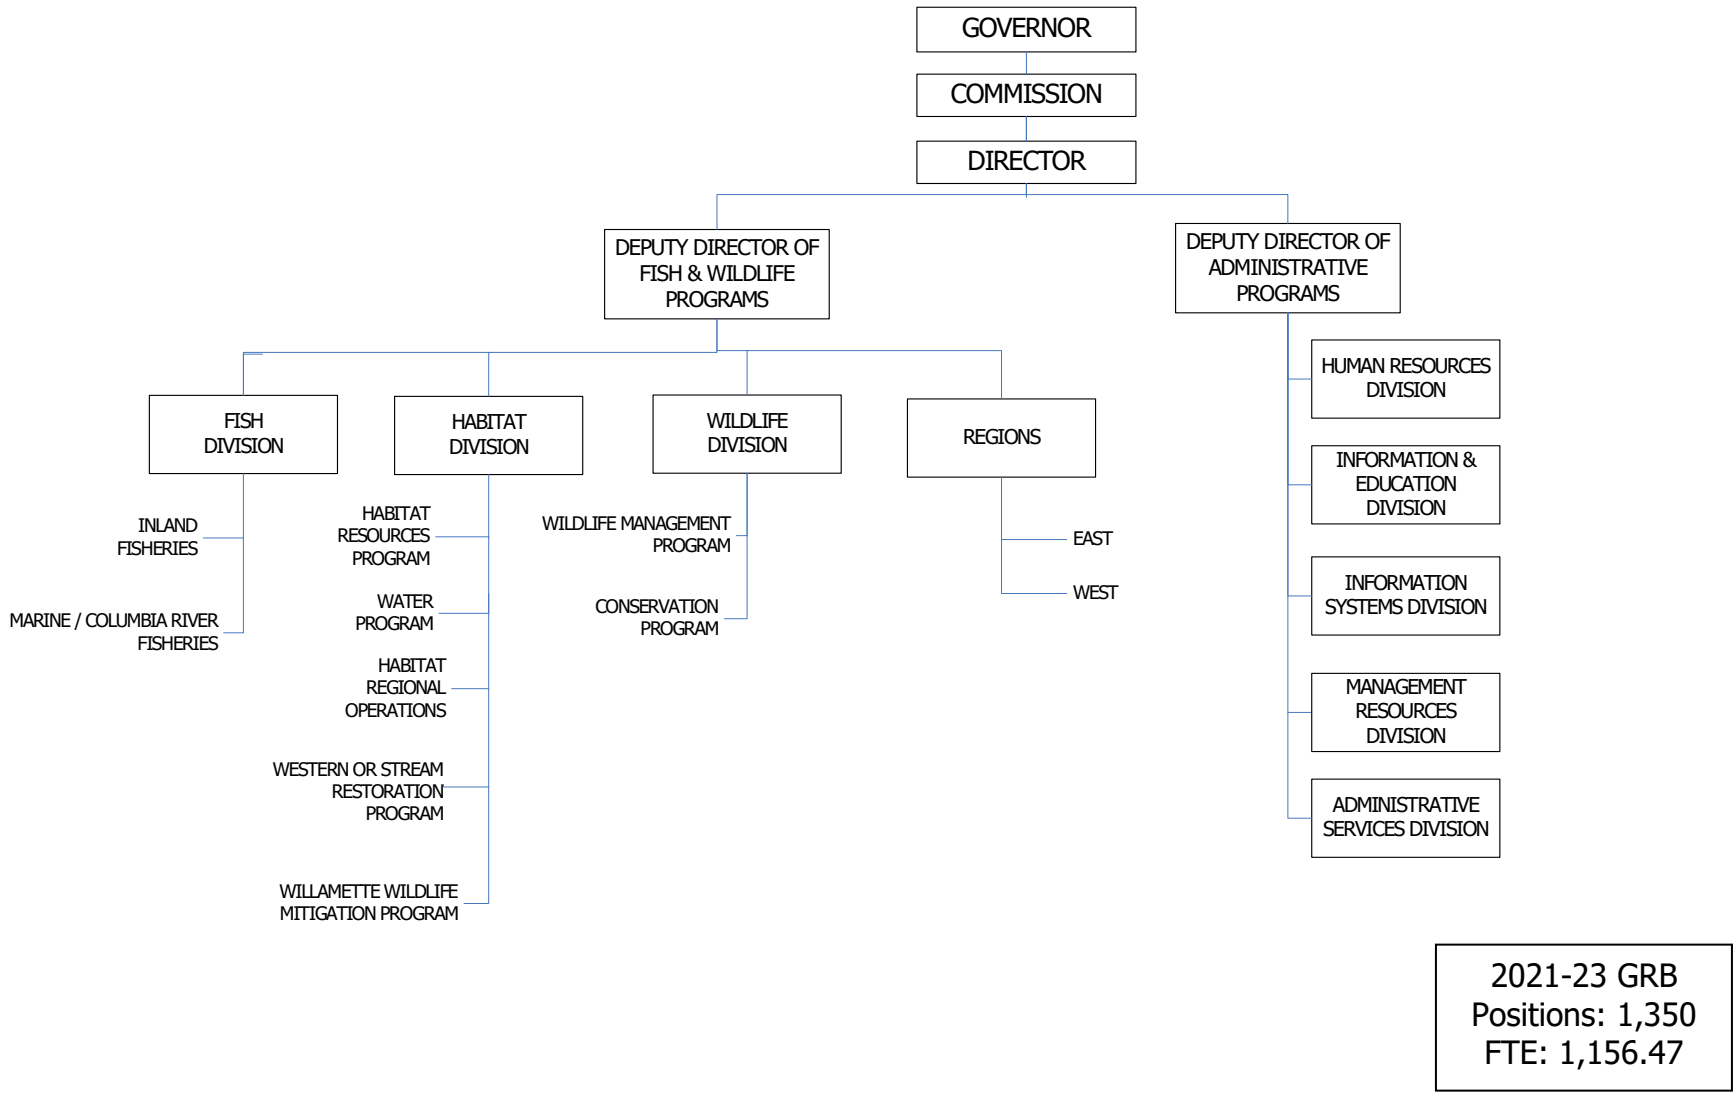 GOVERNOR
COMMISSION
DIRECTOR
DEPUTY DIRECTOR OF
FISH & WILDLIFE
PROGRAMS
DEPUTY DIRECTOR OF
ADMINISTRATIVE
PROGRAMS
FISH
DIVISION
INLAND
FISHERIES
MARINE / COLUMBIA RIVER
FISHERIES
HABITAT
DIVISION
HABITAT
RESOURCES
PROGRAM
WATER
PROGRAM
HABITAT
REGIONAL
OPERATIONS
WESTERN OR STREAM
RESTORATION
PROGRAM
WILLAMETTE WILDLIFE
MITIGATION PROGRAM
WILDLIFE
DIVISION
WILDLIFE MANAGEMENT
PROGRAM
CONSERVATION
PROGRAM
REGIONS
EAST
WEST
HUMAN RESOURCES
DIVISION
INFORMATION &
EDUCATION
DIVISION
INFORMATION
SYSTEMS DIVISION
MANAGEMENT
RESOURCES
DIVISION
ADMINISTRATIVE
SERVICES DIVISION
2021-23 GRB
Positions: 1,350
FTE: 1,156.47